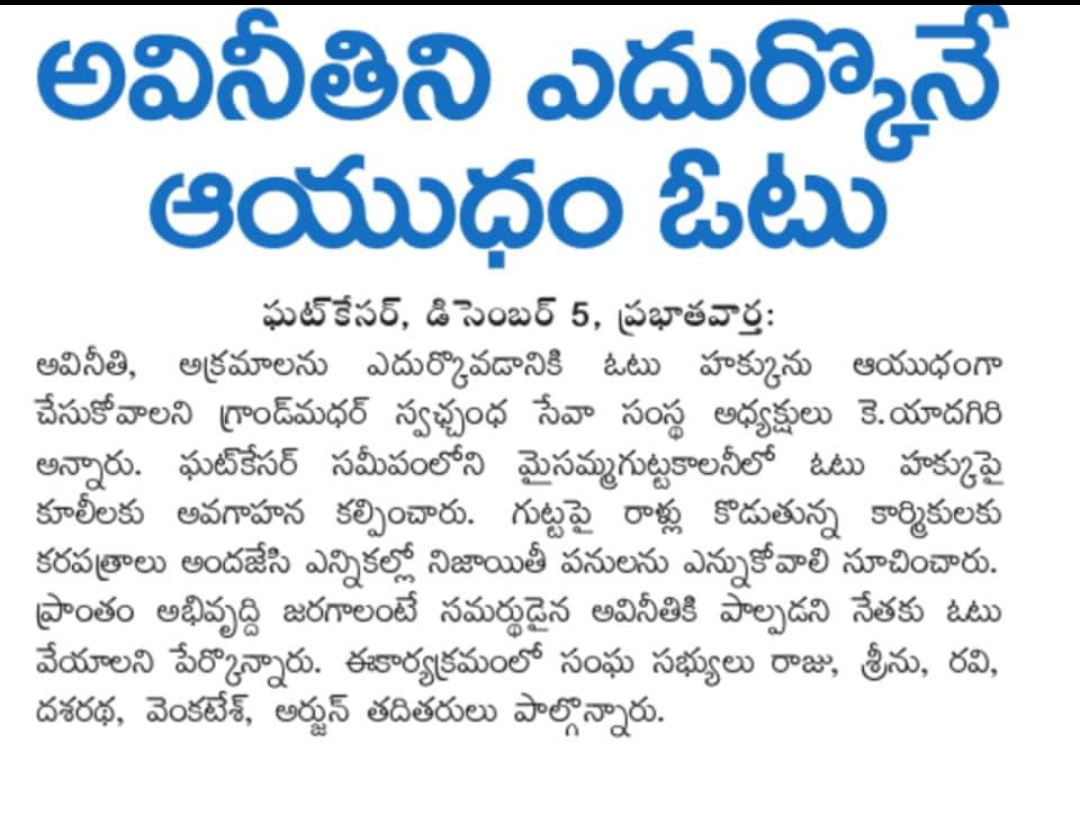 అవినీతిని ఎదుర్కొనే
ఆయుధం ఓటు
ఘట్‌కేసర్, డిసెంబర్ 5, ప్రభాతవార్త:
అవినీతి, అక్రమాలను ఎదుర్కోవడానికి ఓటు హక్కును ఆయుధంగా
చేసుకోవాలని గ్రాండ్‌మధర్ స్వచ్ఛంధ సేవా సంస్థ అధ్యక్షులు కె.యాదగిరి
అన్నారు. ఘట్‌కేసర్ సమీపంలోని మైసమ్మగుట్టకాలనీలో ఓటు హక్కుపై
కూలీలకు అవగాహన కల్పించారు. గుట్టపై రాళ్లు కొడుతున్న కార్మికులకు
కరపత్రాలు అందజేసి ఎన్నికల్లో నిజాయితీ పనులను ఎన్నుకోవాలి సూచించారు.
ప్రాంతం అభివృద్ది జరగాలంటే సమర్థుడైన అవినీతికి పాల్పడని నేతకు ఓటు
వేయాలని పేర్కొన్నారు. ఈకార్యక్రమంలో సంఘ సభ్యులు రాజు, శ్రీను, రవి,
దశరథ, వెంకటేశ్, అర్జున్ తదితరులు పాల్గొన్నారు.